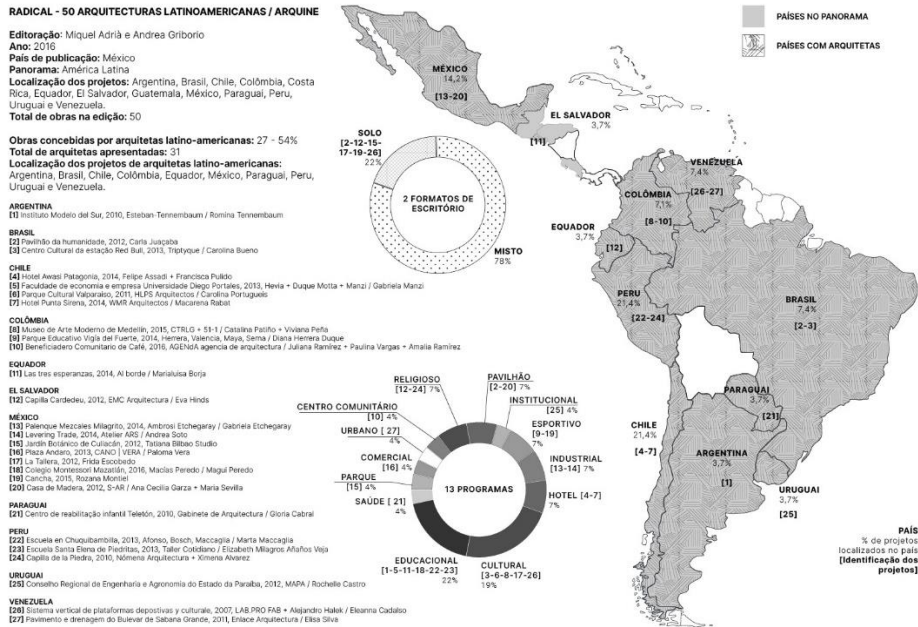 RADICAL - 50 ARQUITECTURAS LATINOAMERICANAS / ARQUINE
Editoração: Miquel Adrià e Andrea Griborio
Ano: 2016
País de publicação: México
Panorama: América Latina
Localização dos projetos: Argentina, Brasil, Chile, Colômbia, Costa
Rica, Equador, El Salvador, Guatemala, México, Paraguai, Peru,
Uruguai e Venezuela.
Total de obras na edição: 50
Obras concebidas por arquitetas latino-americanas: 27 - 54%
Total de arquitetas apresentadas: 31
Localização dos projetos de arquitetas latino-americanas:
Argentina, Brasil, Chile, Colômbia, Equador, México, Paraguai, Peru,
Uruguai e Venezuela.
ARGENTINA
[1] Instituto Modelo del Sur, 2010, Esteban-Tennembaum / Romina Tennembaum
BRASIL
[2] Pavilhão da humanidade, 2012, Carla Juaçaba
[3] Centro Cultural da estação Red Bull, 2013, Triptyque / Carolina Bueno
CHILE
[4] Hotel Awasi Patagonia, 2014, Felipe Assadi + Francisca Pulido
[5] Faculdade de economia e empresa Universidade Diego Portales, 2013, Hevia + Duque Motta + Manzi / Gabriela Manzi
[6] Parque Cultural Valparaíso, 2011, HLPS Arquitectos / Carolina Portugueis
[7] Hotel Punta Sirena, 2014, WMR Arquitectos / Macarena Rabat
COLÔMBIA
[8] Museo de Arte Moderno de Medellín, 2015, CTRLG + 51-1 / Catalina Patiño + Viviana Peña
[9] Parque Educativo Vigía del Fuerte, 2014, Herrera, Valencia, Maya, Serna / Diana Herrera Duque
[10] Beneficiadero Comunitario de Café, 2016, AGENdA agencia de arquitectura / Juliana Ramírez + Paulina Vargas + Amalia Ramírez
EQUADOR
[11] Las tres esperanzas, 2014, Al borde / Marialuisa Borja
EL SALVADOR
[12] Capilla Cardedeu, 2012, EMC Arquitectura / Eva Hinds
MÉXICO
[13] Palenque Mezcales Milagrito, 2014, Ambrosi Etchegaray / Gabriela Etchegaray
[14] Levering Trade, 2014, Atelier ARS / Andrea Soto
[15] Jardín Botánico de Culiacán, 2012, Tatiana Bilbao Studio
[16] Plaza Andaro, 2013, CANO | VERA / Paloma Vera
[17] La Tallera, 2012, Frida Escobedo
[18] Colegio Montessori Mazatlán, 2016, Macías Peredo / Magui Peredo
[19] Cancha, 2015, Rozana Montiel
[20] Casa de Madera, 2012, S-AR / Ana Cecilia Garza + María Sevilla
PARAGUAI
[21] Centro de reabilitação infantil Teletón, 2010, Gabinete de Arquitectura / Gloria Cabral
PERU
[22] Escuela en Chuquibambilla, 2013, Afonso, Bosch, Maccaglia / Marta Maccaglia
[23] Escuela Santa Elena de Piedritas, 2013, Taller Cotidiano / Elizabeth Milagros Añaños Vega
[24] Capilla de la Piedra, 2010, Nómena Arquitectura + Ximena Alvarez
URUGUAI
[25] Conselho Regional de Engenharia e Agronomia do Estado da Paraíba, 2012, MAPA / Rochelle Castro
VENEZUELA
[26] Sistema vertical de plataformas depostivas y culturale, 2007, LAB.PRO FAB + Alejandro Haiek / Eleanna Cadalso
[27] Pavimento e drenagem do Bulevar de Sabana Grande, 2011, Enlace Arquitectura / Elisa Silva
SOLO
[2-12-15-
17-19-26]
22%
2 FORMATOS DE
ESCRITÓRIO
MISTO
78%
RELIGIOSO
[12-24] 7%
PAVILHÃO
[2-20] 7%
INSTITUCIONAL
[25] 4%
CENTRO COMUNITÁRIO
[10] 4%
ESPORTIVO
[9-19]
7%
URBANO [ 27]
4%
INDUSTRIAL
[13-14] 7%
COMERCIAL
[16] 4%
13 PROGRAMAS
PARQUE
[15] 4%
HOTEL [4-7]
7%
SAÚDE [ 21]
4%
EDUCACIONAL
[1-5-11-18-22-23]
22%
CULTURAL
[3-6-8-17-26]
19%
PAÍSES NO PANORAMA
PAÍSES COM ARQUITETAS
MÉXICO
14,2%
[13-20]
EL SALVADOR
3,7%
[11]
VENEZUELA
7,4%
[26-27]
COLÔMBIA
7,1%
[8-10]
EQUADOR
3,7%
[12]
PERU
21,4%
[22-24]
BRASIL
7,4%
[2-3]
PARAGUAI
3,7%
[21]
CHILE
21,4%
[4-7]
ARGENTINA
3,7%
[1]
URUGUAI
3,7%
[25]
PAÍS
% de projetos
localizados no país
[Identificação dos
projetos]